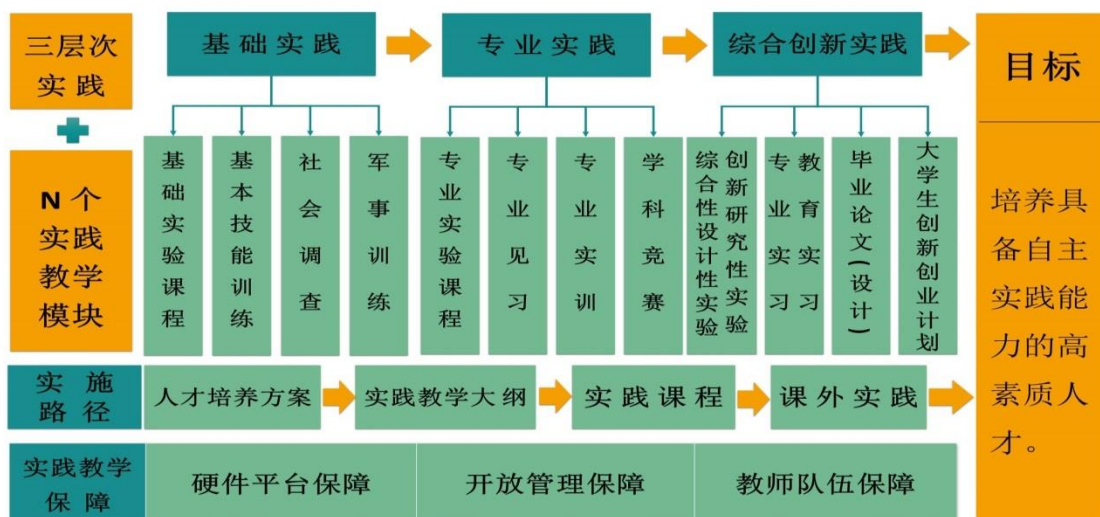 三层次
实践
基础实践
专业实践
综合创新实践
目标
N个
实践
教学
模块
基础实验课程
基本技能训练
社会调查
军事训练
专业实验课程
专业见习
专业实训
学科竞赛
综合性设计性实验
创新研究性实验
专业实习
教育实习
毕业论文(设计)
大学生创新创业计划
培养具
备自主
实践能
力的高
素质人
才。
实施
路径
人才培养方案
实践教学大纲
实践课程
课外实践
实践教学
保障
硬件平台保障
开放管理保障
教师队伍保障